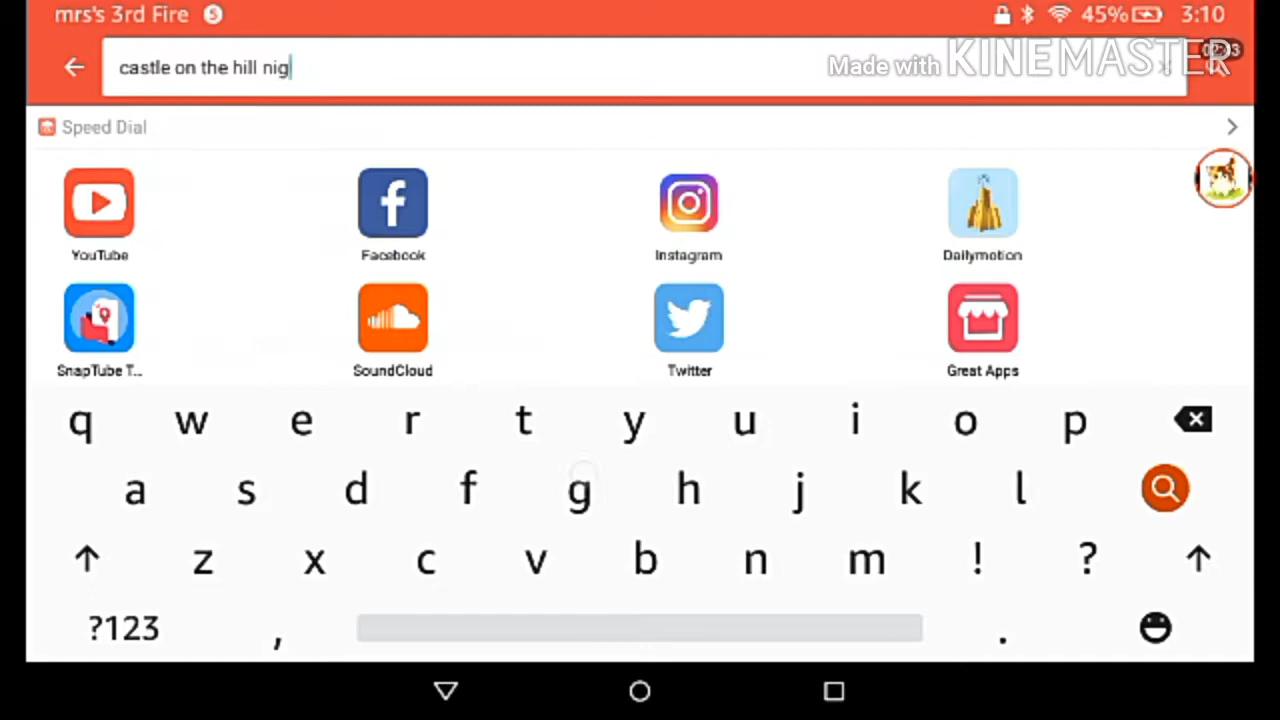 mrs's 3rd Fire 5 45% 3:10
castle on the hill nig
Made with KINEMASTER
Speed Dial
YouTube Facebook Instagram Dailymotion
SnapTube T... SoundCloud Twitter Great Apps
q w e r t y u i o p
a s d f g h j k l
z x c v b n m ! ?
?123 , .